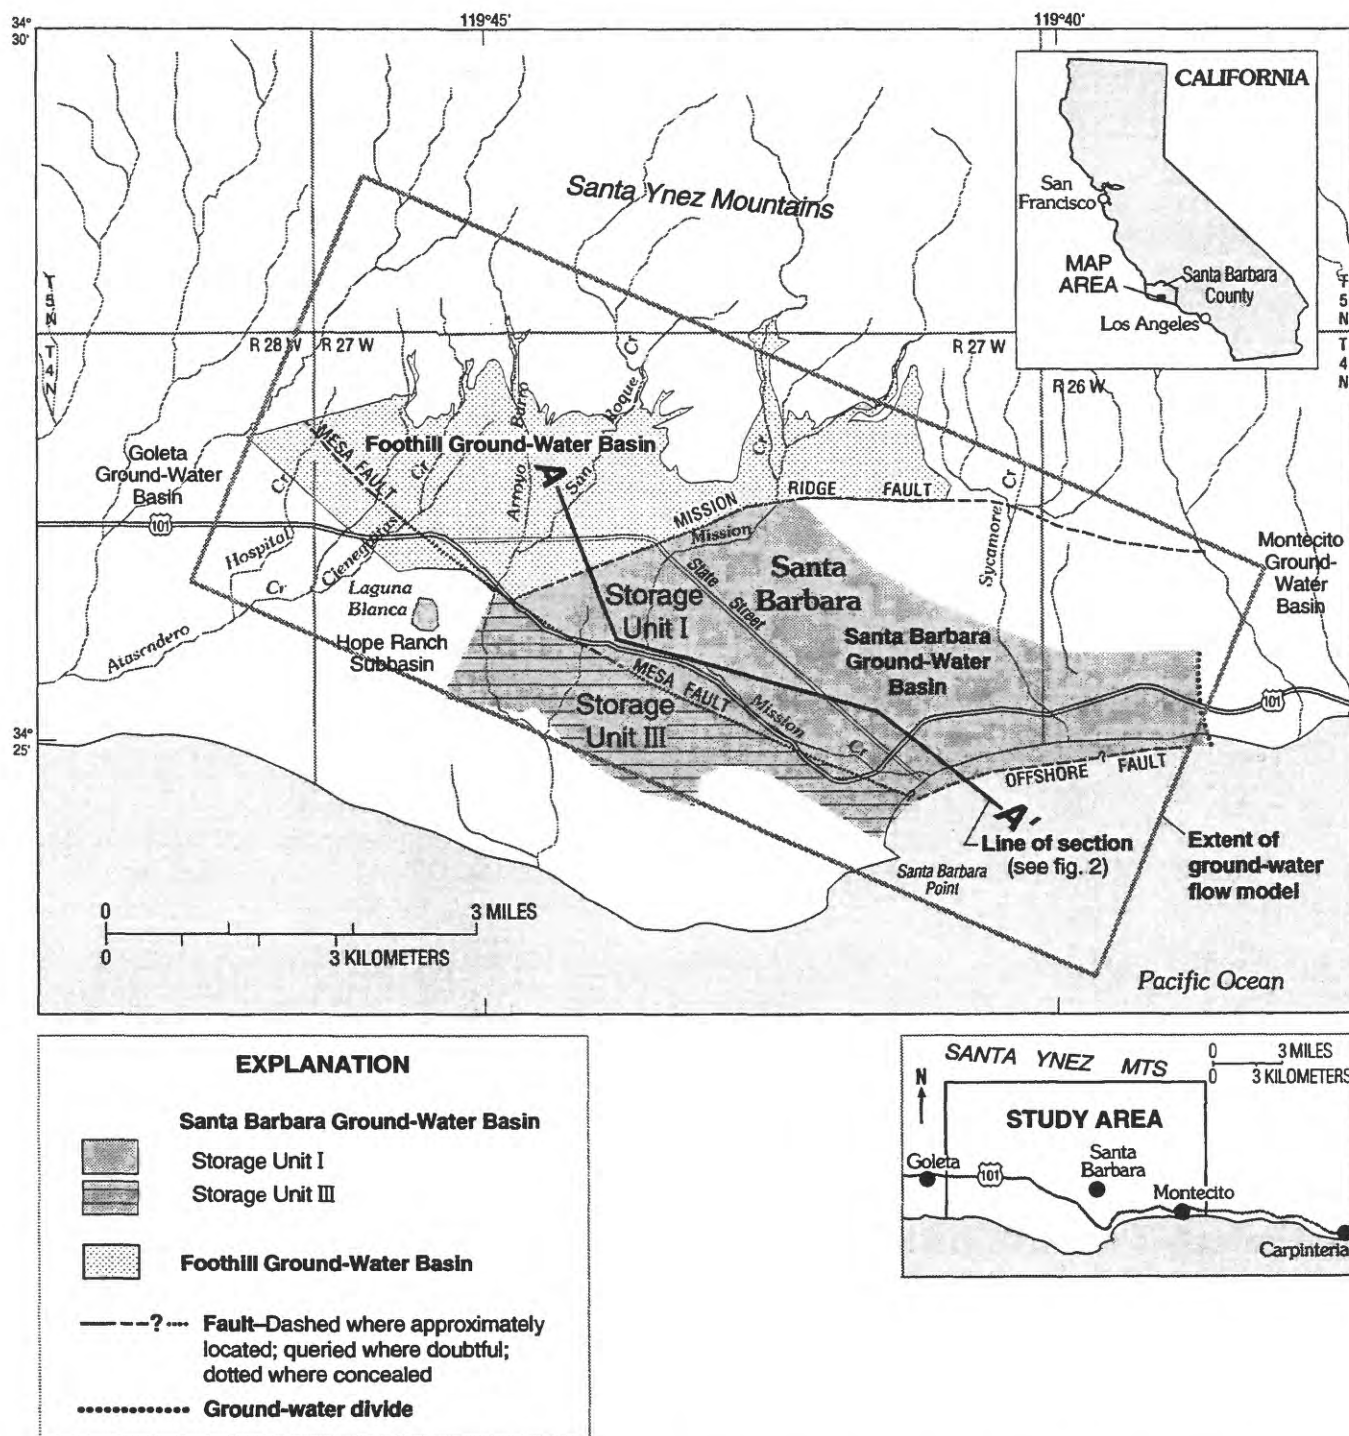 34°
30'
119°45'
119°40'
CALIFORNIA
San
Francisco
MAP
AREA
Santa Barbara
County
Los Angeles
Santa Ynez Mountains
T
5
N
T
4
N
T
5
N
T
4
N
R 28 W
R 27 W
R 27 W
R 26 W
Cr
Barro
Roque
MESA FAULT
Foothill Ground-Water Basin
Goleta
Ground-Water
Basin
Cr
Cr
A
Arroyo
San
Cr
Cr
MISSION
RIDGE
FAULT
Mission
101
Hospital
Cieneguitas
Cr
Laguna
Blanca
Atascadero
Hope Ranch
Subbasin
Storage
Unit I
State
Street
Santa
Barbara
Sycamore
Montecito
Ground-
Water
Basin
Santa Barbara
Ground-Water
Basin
MESA FAULT
Storage
Unit III
Mission
Cr
101
34°
25'
OFFSHORE ? FAULT
A'
Line of section
(see fig. 2)
Santa Barbara
Point
Extent of
ground-water
flow model
0
3 MILES
0
3 KILOMETERS
Pacific Ocean
EXPLANATION
Santa Barbara Ground-Water Basin
Storage Unit I
Storage Unit III
Foothill Ground-Water Basin
? Fault–Dashed where approximately
located; queried where doubtful;
dotted where concealed
Ground-water divide
SANTA YNEZ MTS
0 3 MILES
0 3 KILOMETERS
N
STUDY AREA
Goleta
101
Santa
Barbara
Montecito
Carpinteria